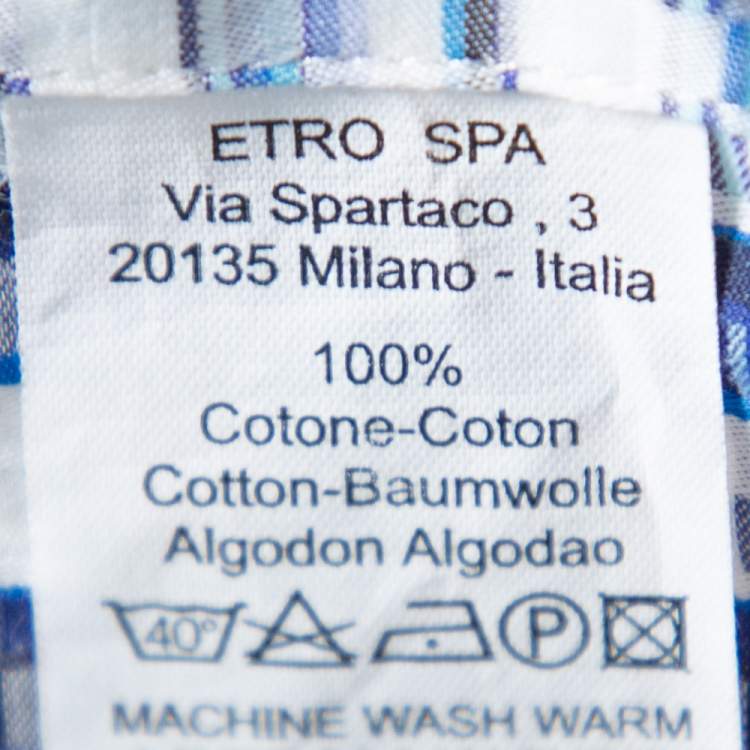 ETRO SPA
Via Spartaco , 3
20135 Milano - Italia
100%
Cotone-Coton
Cotton-Baumwolle
Algodon Algodao
40° P
MACHINE WASH WARM